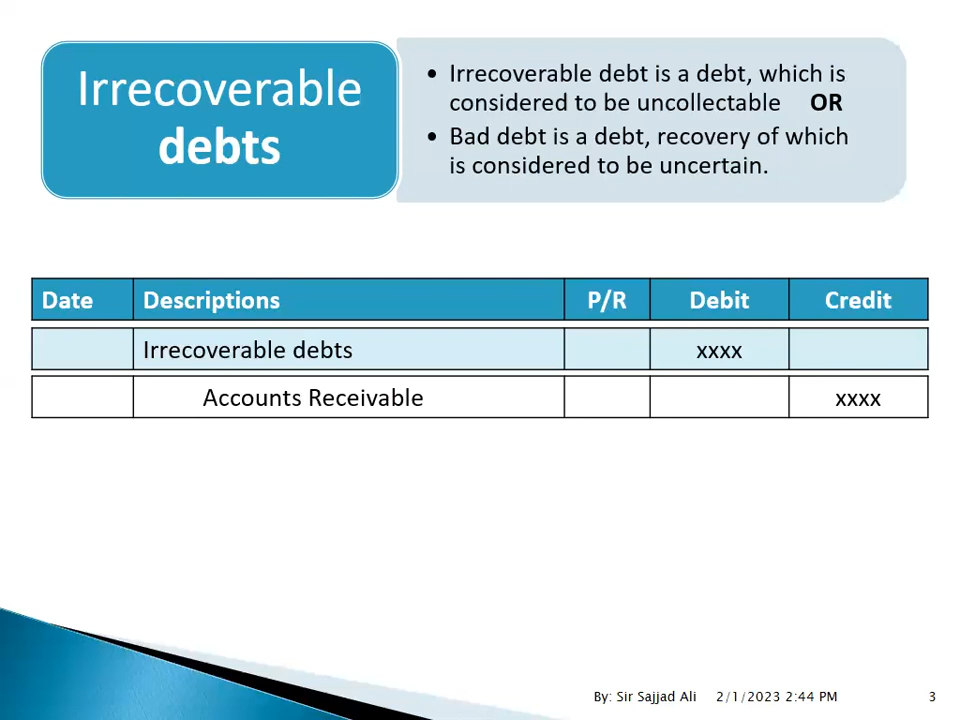 Irrecoverable
debts
• Irrecoverable debt is a debt, which is
considered to be uncollectable OR
• Bad debt is a debt, recovery of which
is considered to be uncertain.
Date Descriptions P/R Debit Credit
Irrecoverable debts xxxx
Accounts Receivable xxxx
By: Sir Sajjad Ali 2/1/2023 2:44 PM 3